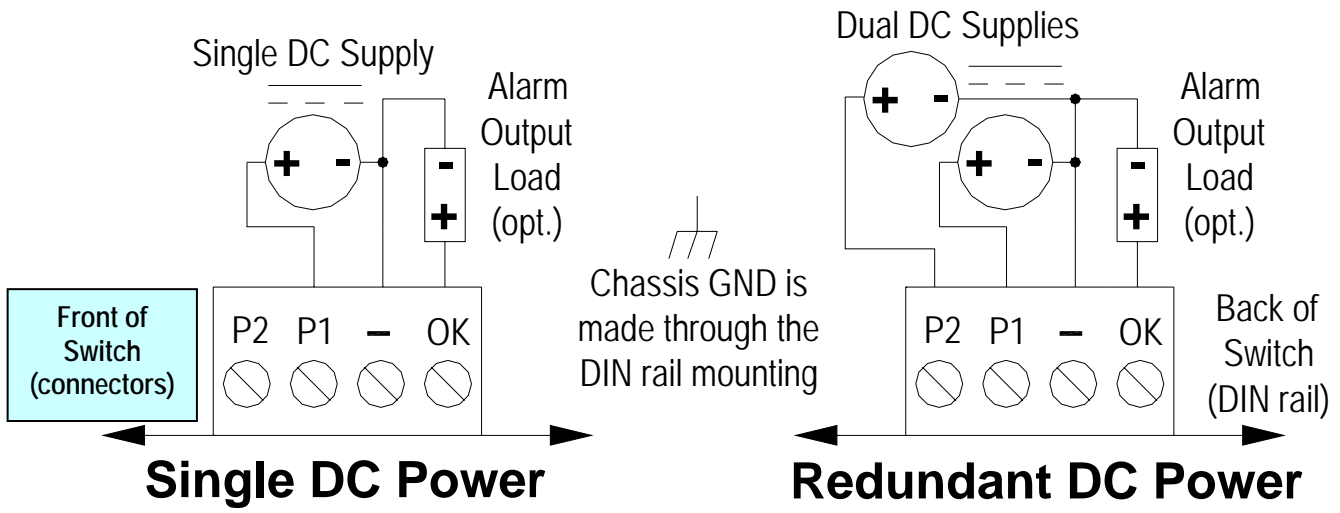 Single DC Supply
+ -
Alarm
Output
Load
(opt.)
-
+
Front of
Switch
(connectors)
P2 P1 – OK
Single DC Power
Chassis GND is
made through the
DIN rail mounting
Dual DC Supplies
+ -
+ -
Alarm
Output
Load
(opt.)
-
+
P2 P1 – OK
Back of
Switch
(DIN rail)
Redundant DC Power